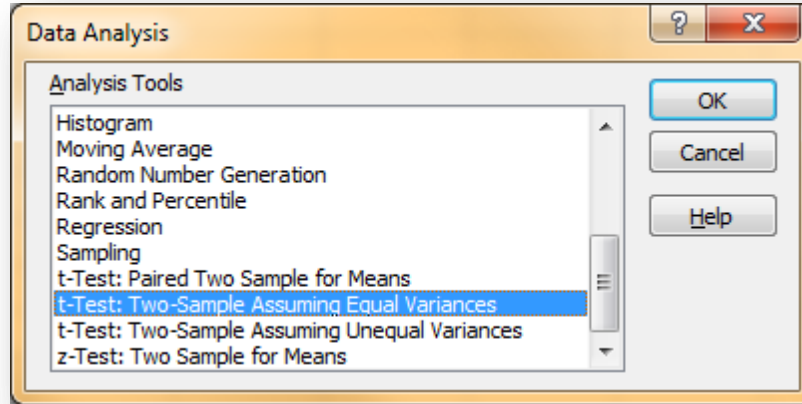 Data Analysis
?
Analysis Tools
Histogram
Moving Average
Random Number Generation
Rank and Percentile
Regression
Sampling
t-Test: Paired Two Sample for Means
t-Test: Two-Sample Assuming Equal Variances
t-Test: Two-Sample Assuming Unequal Variances
z-Test: Two Sample for Means
OK
Cancel
Help